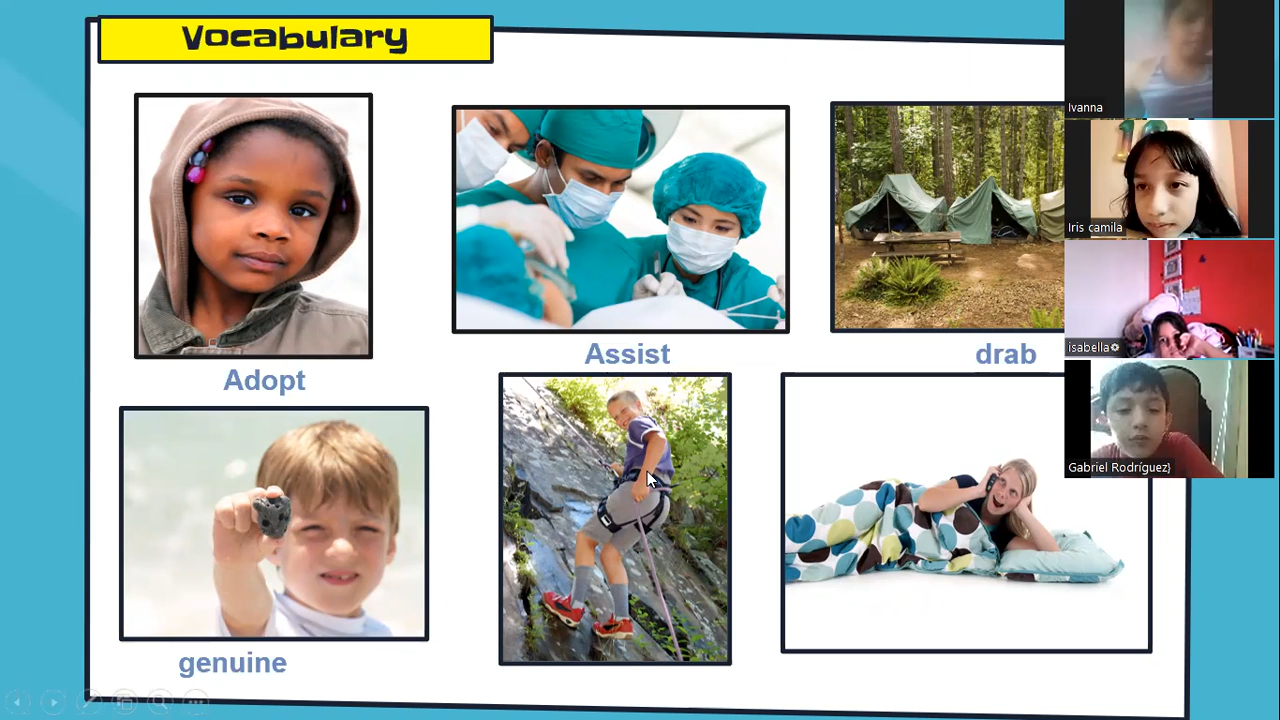 Vocabulary
Adopt
Assist
drab
genuine
Ivanna
Iris camila
isabella✿
Gabriel Rodríguez}